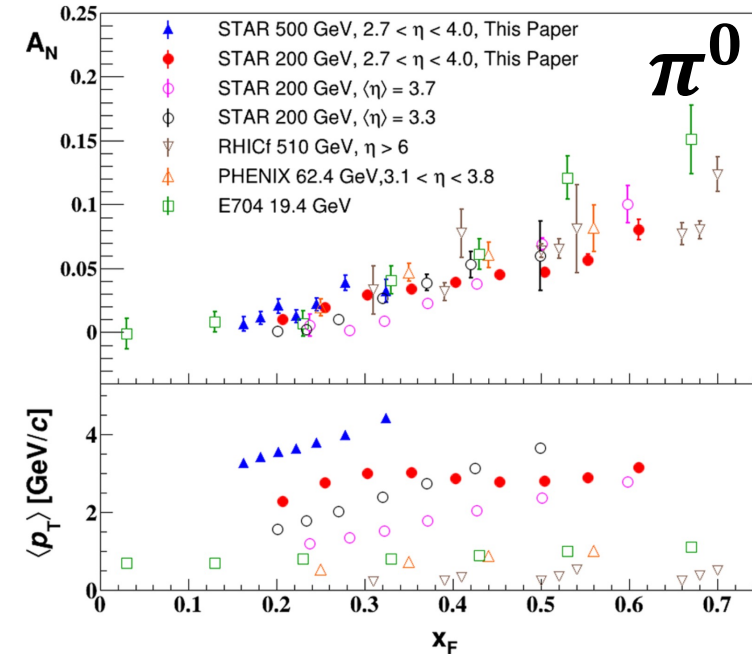 A_N
0.25
0.2
0.15
0.1
0.05
0
STAR 500 GeV, 2.7 < η < 4.0, This Paper
STAR 200 GeV, 2.7 < η < 4.0, This Paper
STAR 200 GeV, ⟨η⟩ = 3.7
STAR 200 GeV, ⟨η⟩ = 3.3
RHICf 510 GeV, η > 6
PHENIX 62.4 GeV,3.1 < η < 3.8
E704 19.4 GeV
π⁰
⟨p_T⟩ [GeV/c]
4
2
0
0 0.1 0.2 0.3 0.4 0.5 0.6 0.7
x_F